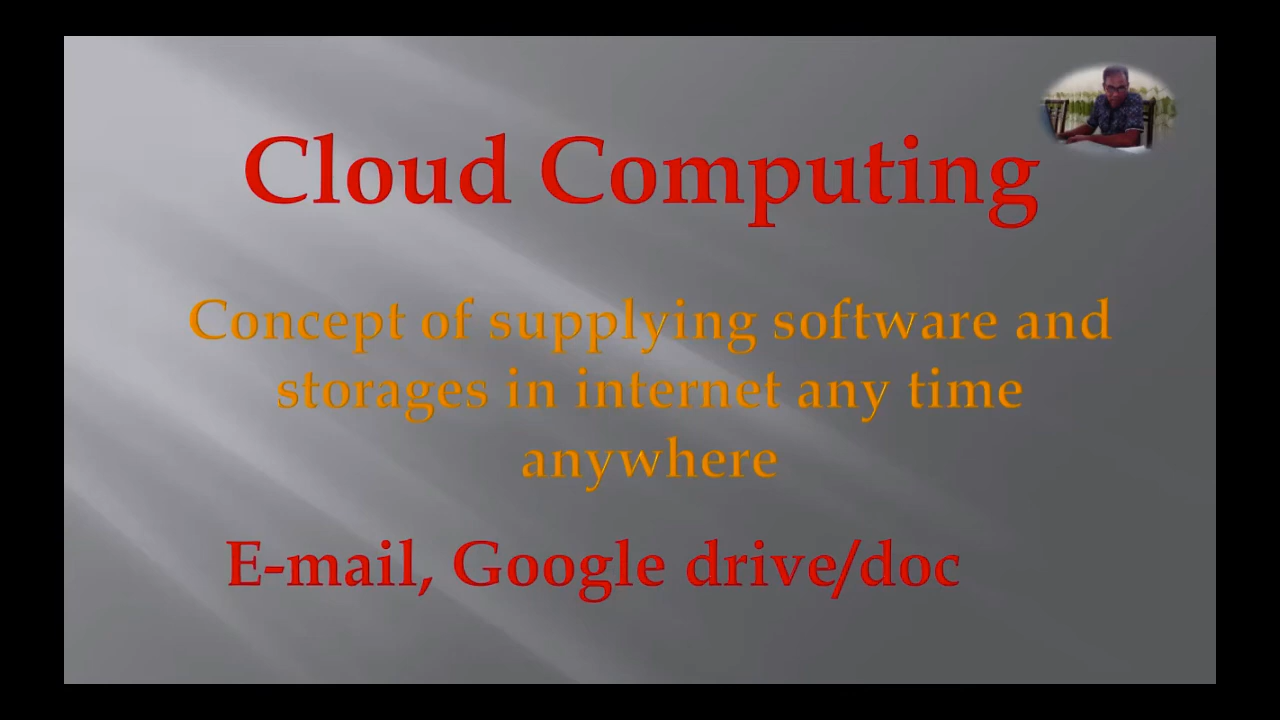 Cloud Computing
Concept of supplying software and
storages in internet any time
anywhere
E-mail, Google drive/doc